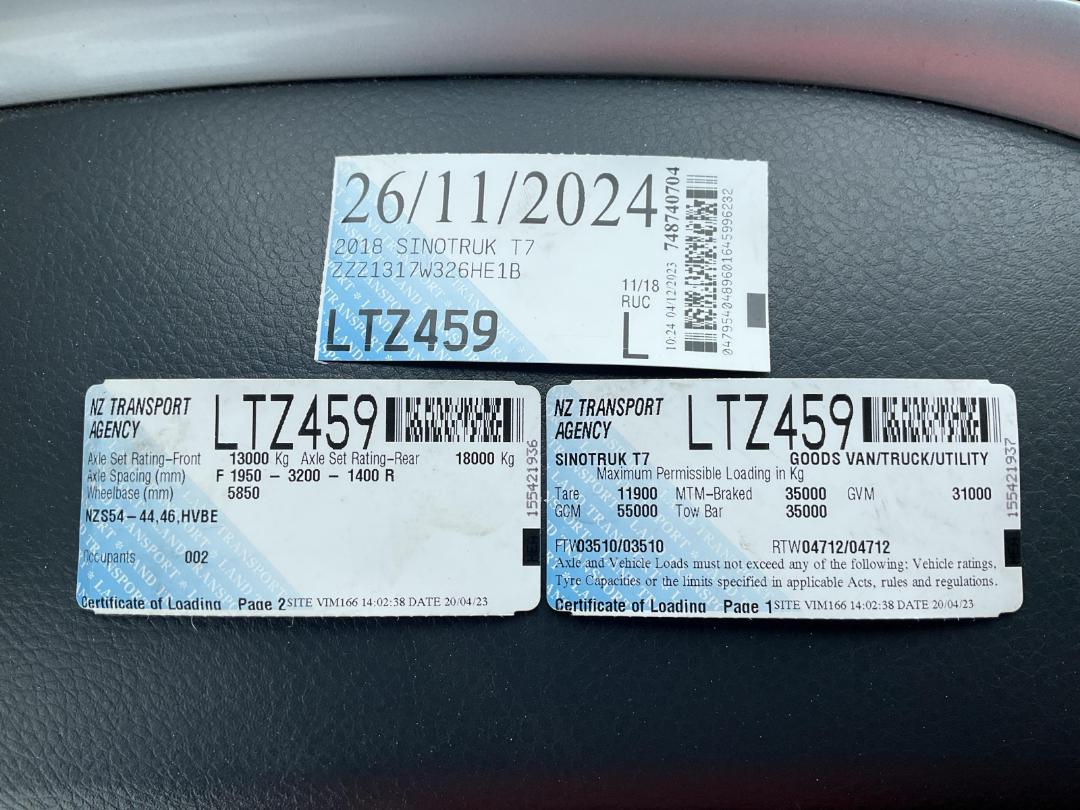 26/11/2024
2018 SINOTRUK T7
ZZZ1317W326HE1B
11/18
RUC
LTZ459
L
10:24 04/12/2023 748740704
0479540489601645996232
NZ TRANSPORT
AGENCY
LTZ459
Axle Set Rating-Front 13000 Kg Axle Set Rating-Rear 18000 Kg
Axle Spacing (mm) F 1950 - 3200 - 1400 R
Wheelbase (mm) 5850
NZS54-44,46,HVBE
Occupants 002
Certificate of Loading Page 2 SITE VIM166 14:02:38 DATE 20/04/23
155421936
NZ TRANSPORT
AGENCY
LTZ459
SINOTRUK T7 GOODS VAN/TRUCK/UTILITY
Maximum Permissible Loading in Kg
Tare 11900 MTM-Braked 35000 GVM 31000
GCM 55000 Tow Bar 35000
FTW03510/03510 RTW04712/04712
Axle and Vehicle Loads must not exceed any of the following: Vehicle ratings,
Tyre Capacities or the limits specified in applicable Acts, rules and regulations.
Certificate of Loading Page 1 SITE VIM166 14:02:38 DATE 20/04/23
155421937